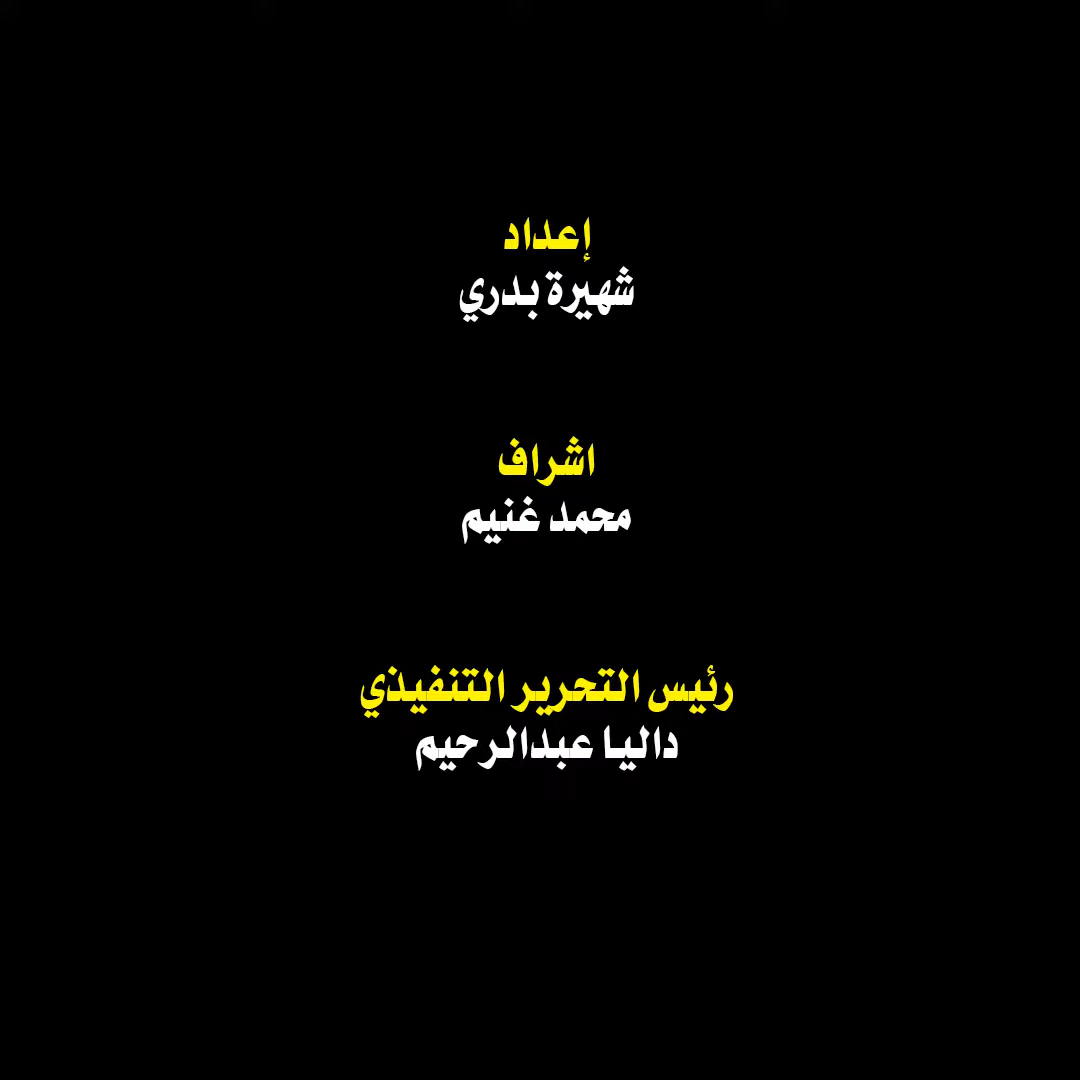 إعداد
شهيرة بدري
اشراف
محمد غنيم
رئيس التحرير التنفيذي
داليا عبدالرحيم